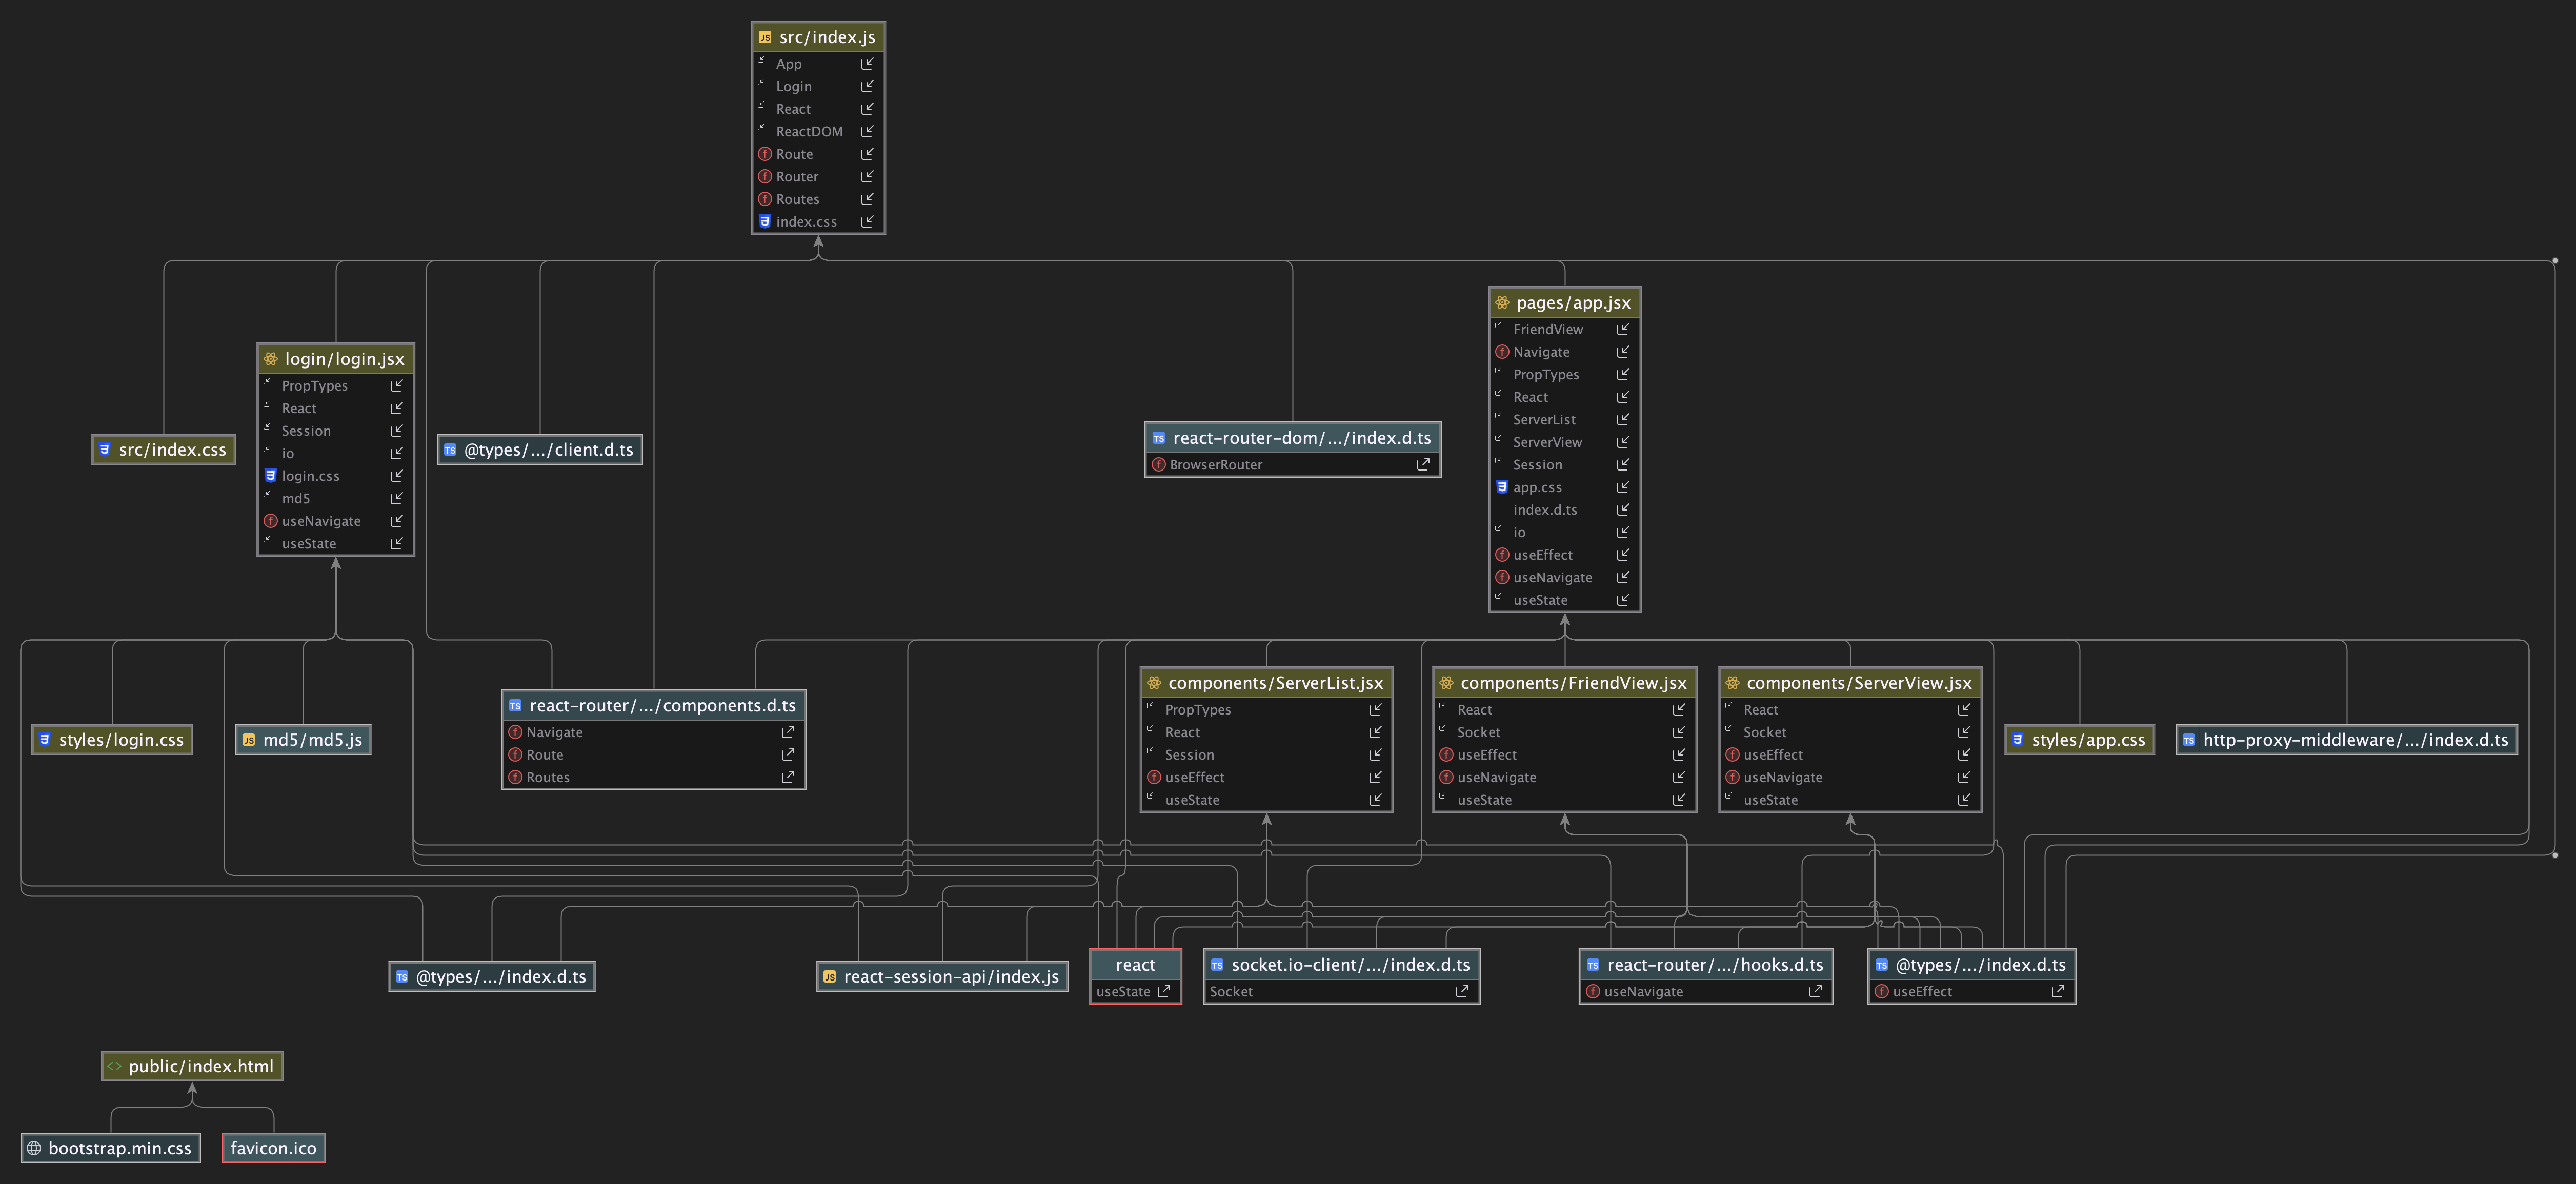 src/index.js
App
Login
React
ReactDOM
Route
Router
Routes
index.css
pages/app.jsx
FriendView
Navigate
PropTypes
React
ServerList
ServerView
Session
app.css
index.d.ts
io
useEffect
useNavigate
useState
login/login.jsx
PropTypes
React
Session
io
login.css
md5
useNavigate
useState
src/index.css
@types/.../client.d.ts
react-router-dom/.../index.d.ts
BrowserRouter
styles/login.css
md5/md5.js
react-router/.../components.d.ts
Navigate
Route
Routes
components/ServerList.jsx
PropTypes
React
Session
useEffect
useState
components/FriendView.jsx
React
Socket
useEffect
useNavigate
useState
components/ServerView.jsx
React
Socket
useEffect
useNavigate
useState
styles/app.css
http-proxy-middleware/.../index.d.ts
@types/.../index.d.ts
react-session-api/index.js
react
useState
socket.io-client/.../index.d.ts
Socket
react-router/.../hooks.d.ts
useNavigate
@types/.../index.d.ts
useEffect
public/index.html
bootstrap.min.css
favicon.ico